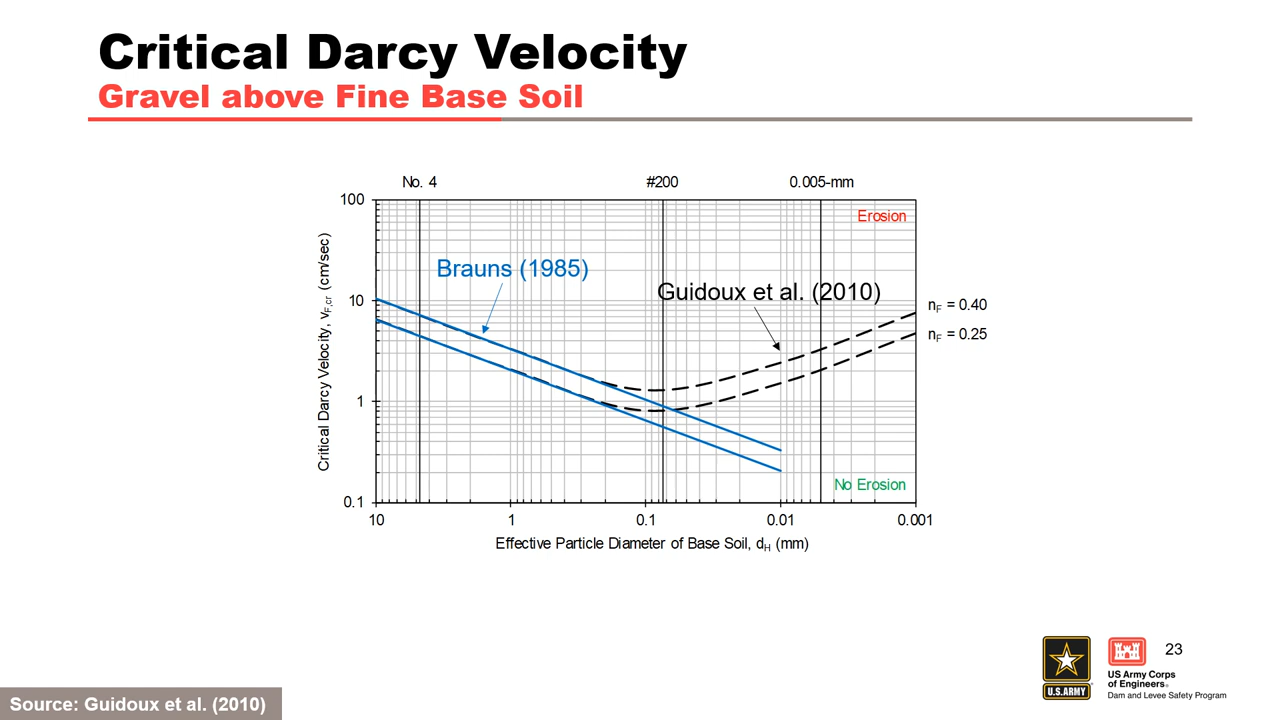 Critical Darcy Velocity
Gravel above Fine Base Soil
No. 4
#200
0.005-mm
100
10
1
0.1
Critical Darcy Velocity, vF,cr (cm/sec)
Erosion
Brauns (1985)
Guidoux et al. (2010)
nF = 0.40
nF = 0.25
No Erosion
10
1
0.1
0.01
0.001
Effective Particle Diameter of Base Soil, dH (mm)
U.S.ARMY
US Army Corps
of Engineers®
Dam and Levee Safety Program
23
Source: Guidoux et al. (2010)